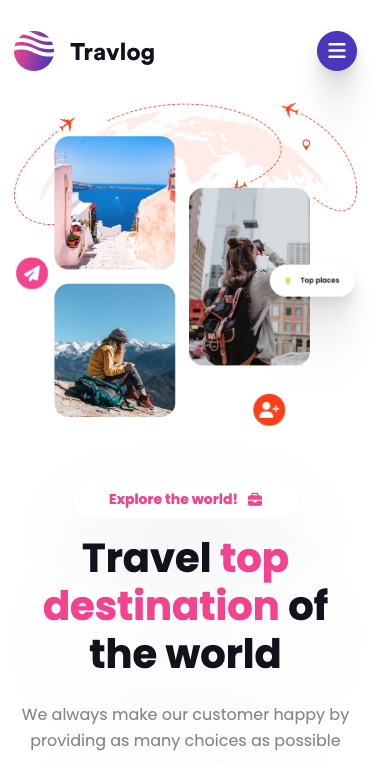 Travlog
Top places
Explore the world!
Travel top
destination of
the world
We always make our customer happy by
providing as many choices as possible